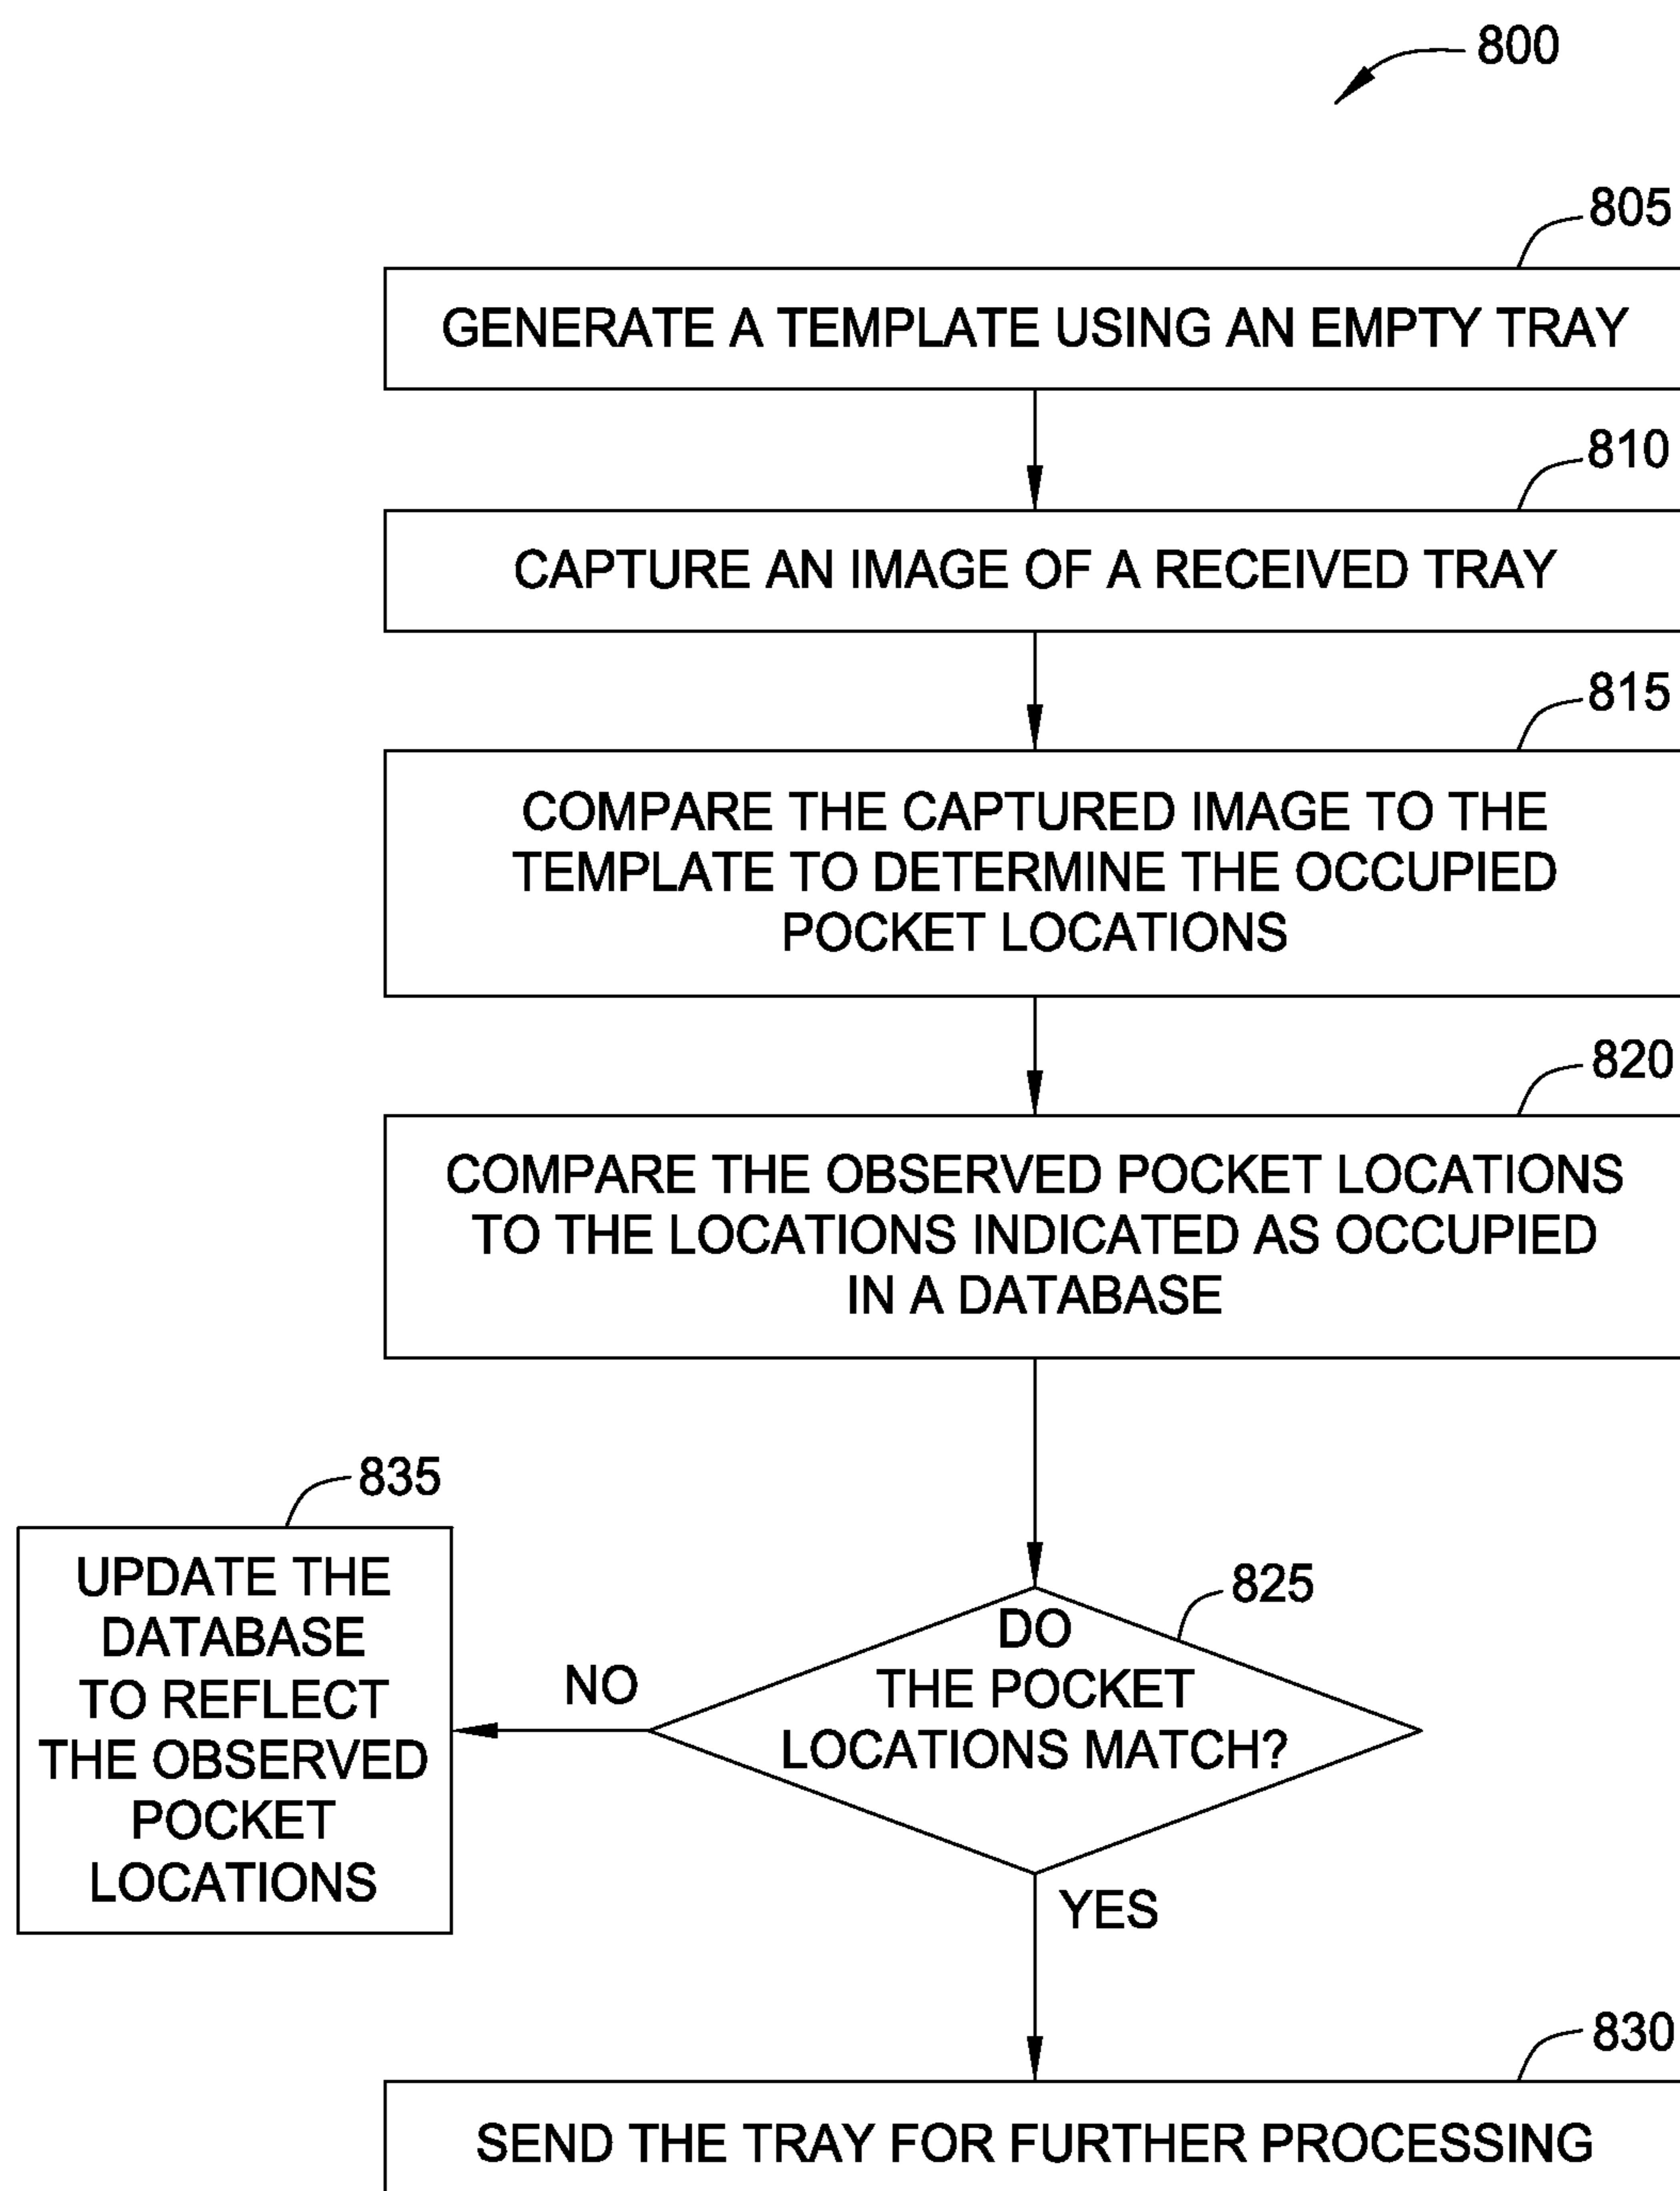 800
805
GENERATE A TEMPLATE USING AN EMPTY TRAY
810
CAPTURE AN IMAGE OF A RECEIVED TRAY
815
COMPARE THE CAPTURED IMAGE TO THE
TEMPLATE TO DETERMINE THE OCCUPIED
POCKET LOCATIONS
820
COMPARE THE OBSERVED POCKET LOCATIONS
TO THE LOCATIONS INDICATED AS OCCUPIED
IN A DATABASE
835
UPDATE THE
DATABASE
TO REFLECT
THE OBSERVED
POCKET
LOCATIONS
NO
825
DO
THE POCKET
LOCATIONS MATCH?
YES
830
SEND THE TRAY FOR FURTHER PROCESSING